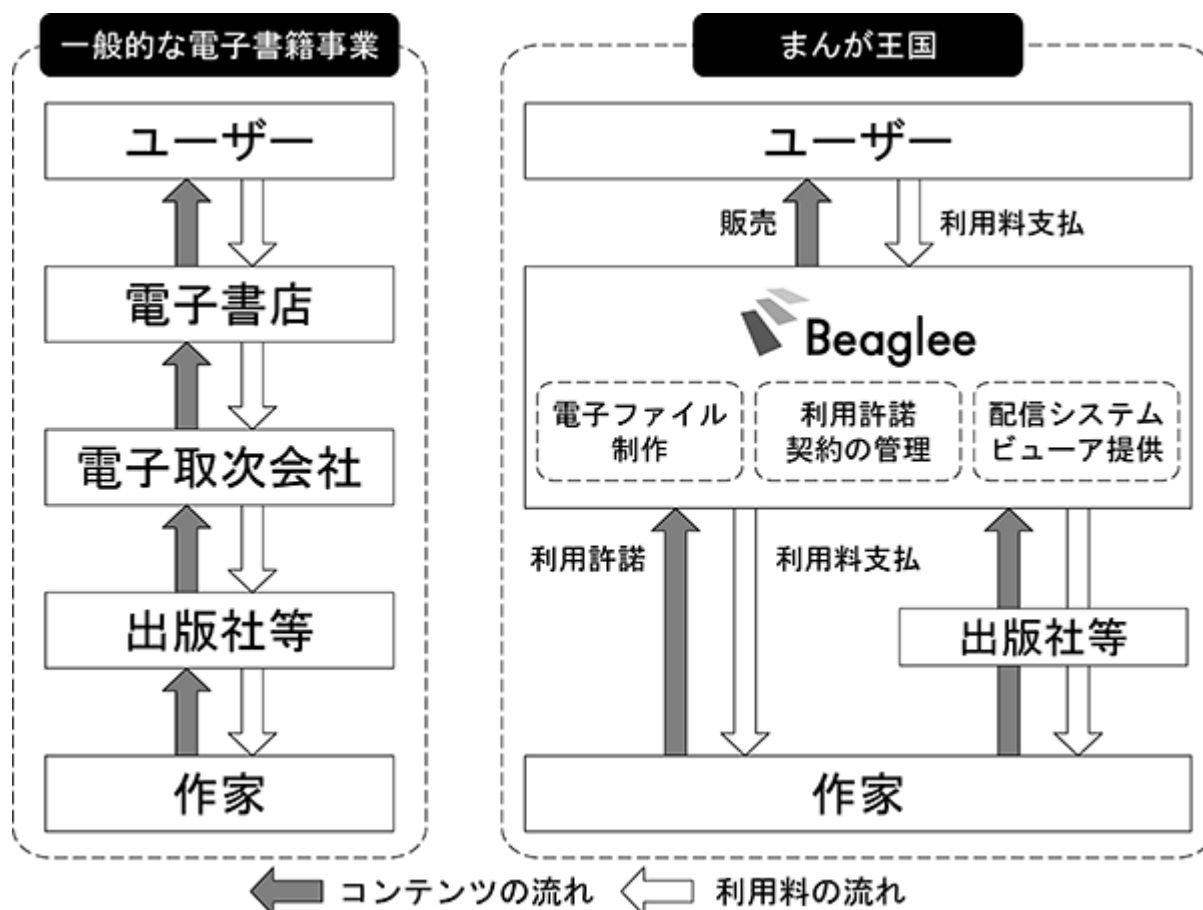 一般的な電子書籍事業
ユーザー
電子書店
電子取次会社
出版社等
作家
まんが王国
ユーザー
販売
利用料支払
Beaglee
電子ファイル
制作
利用許諾
契約の管理
配信システム
ビューア提供
利用許諾
利用料支払
出版社等
作家
コンテンツの流れ
利用料の流れ